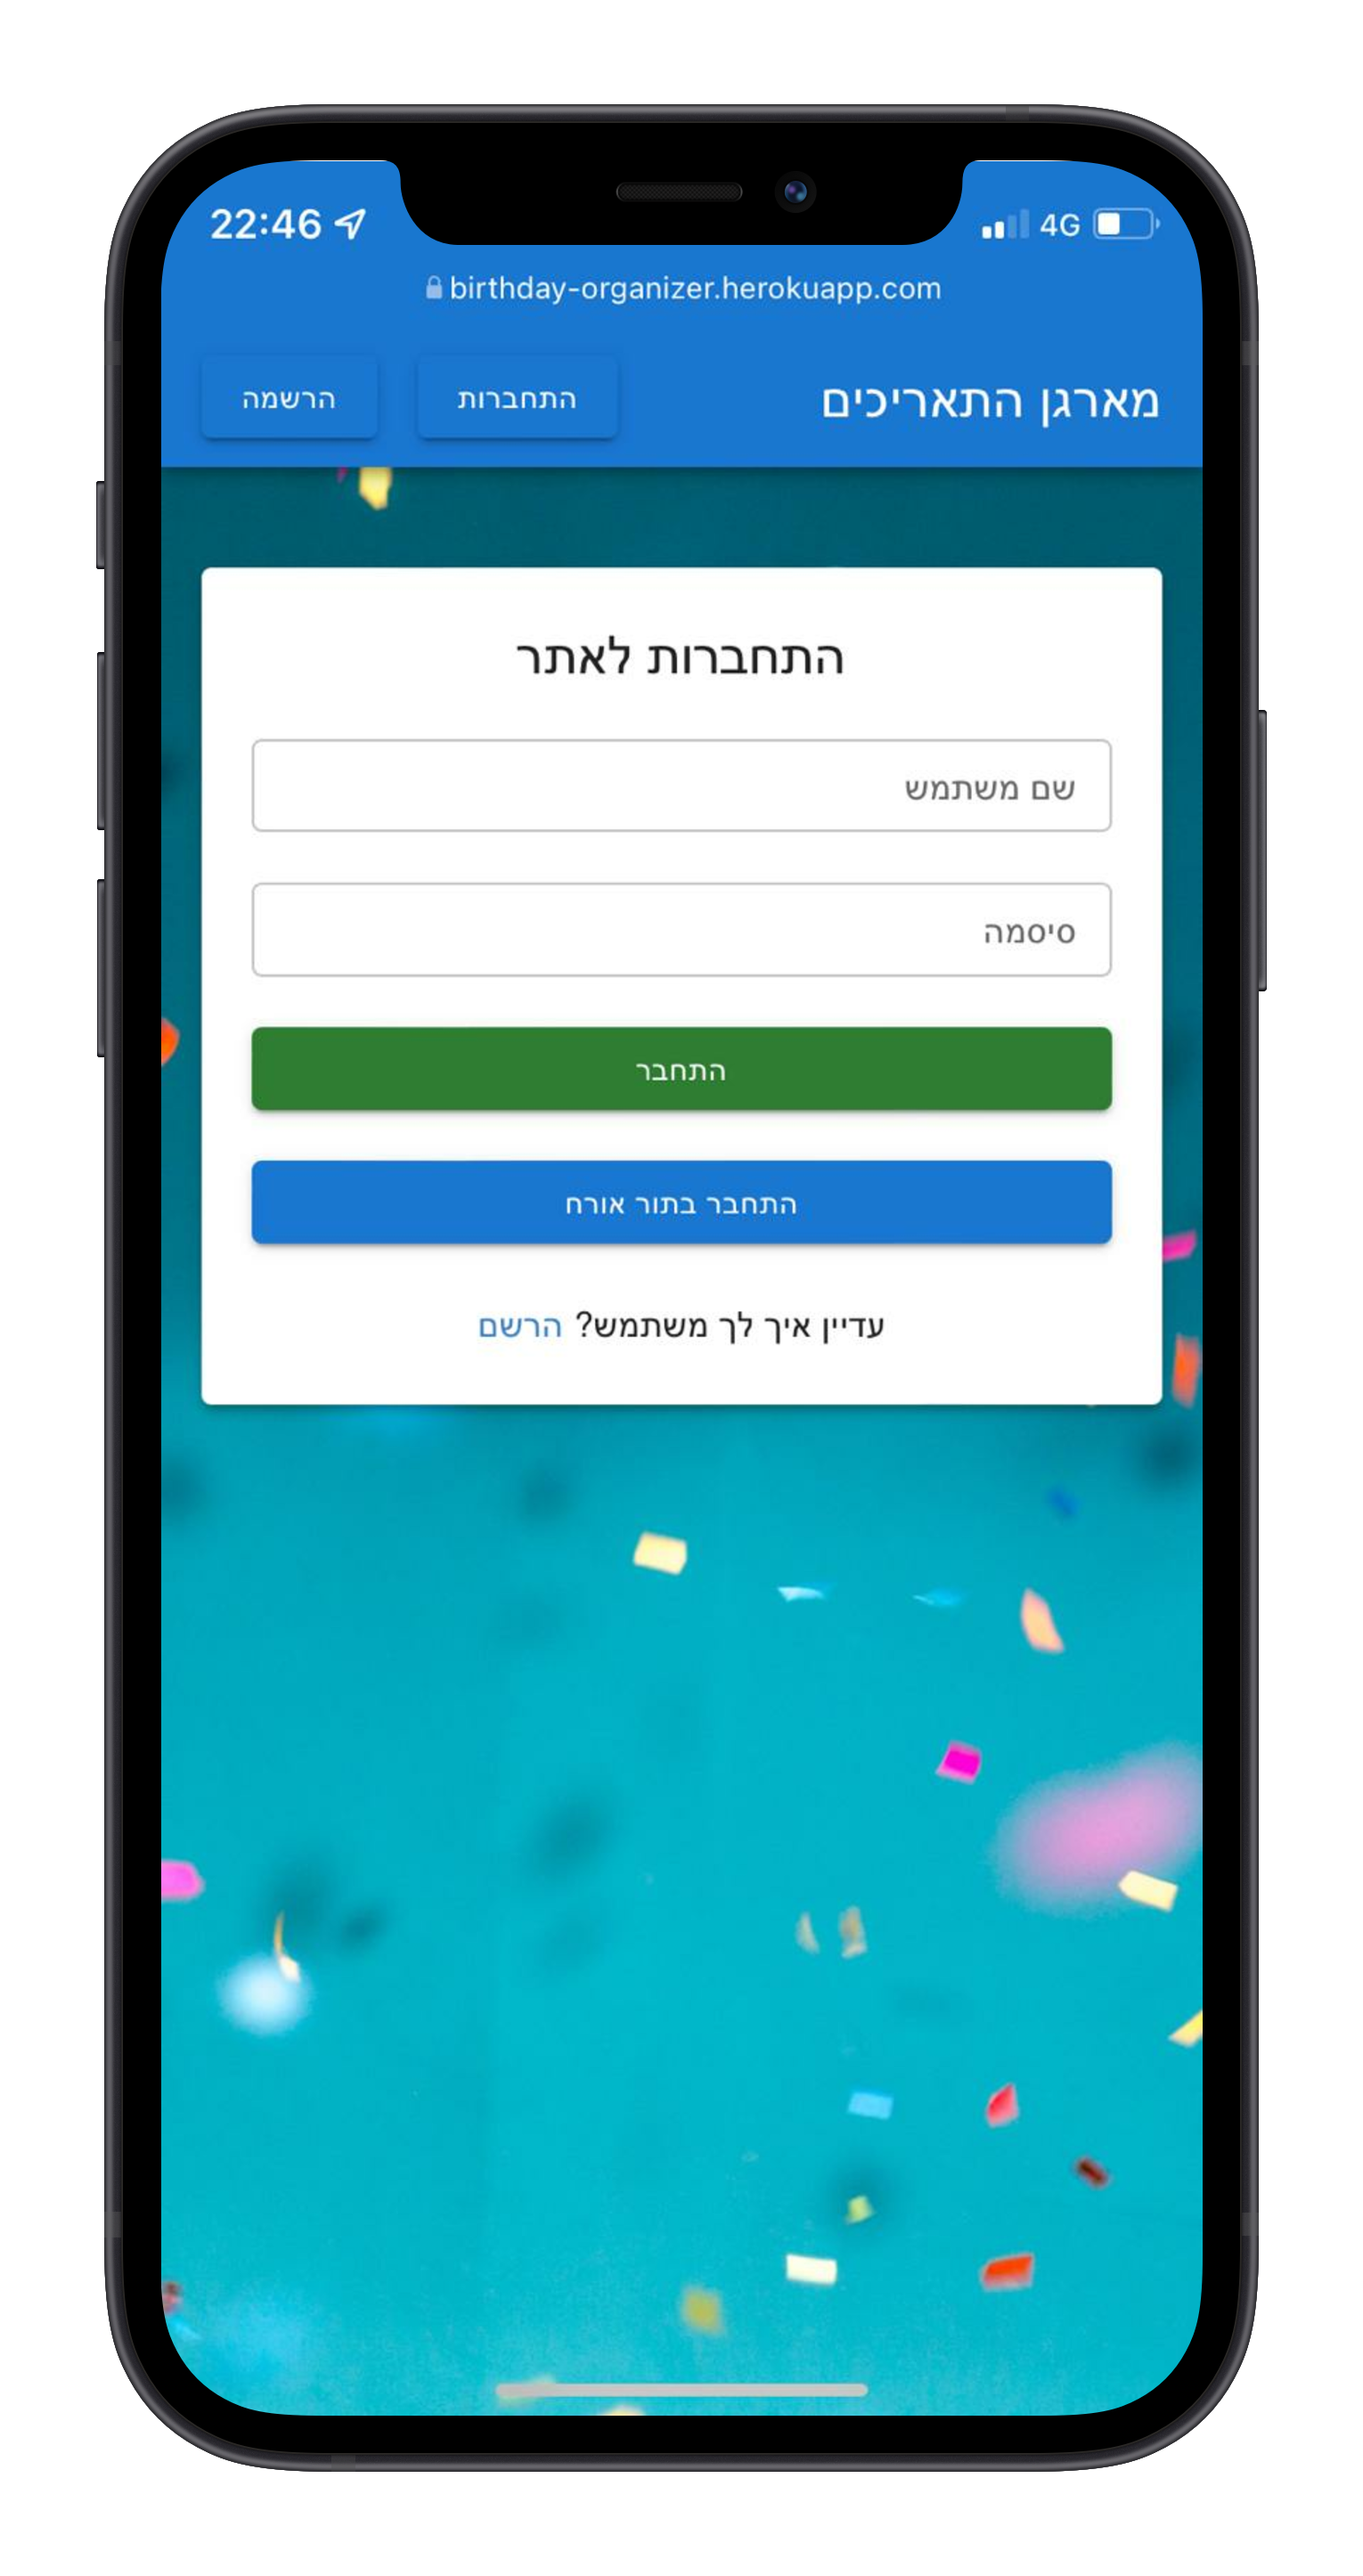 22:46 4G
birthday-organizer.herokuapp.com
מארגן התאריכים התחברות הרשמה
התחברות לאתר
שם משתמש
סיסמה
התחבר
התחבר בתור אורח
עדיין איך לך משתמש? הרשם